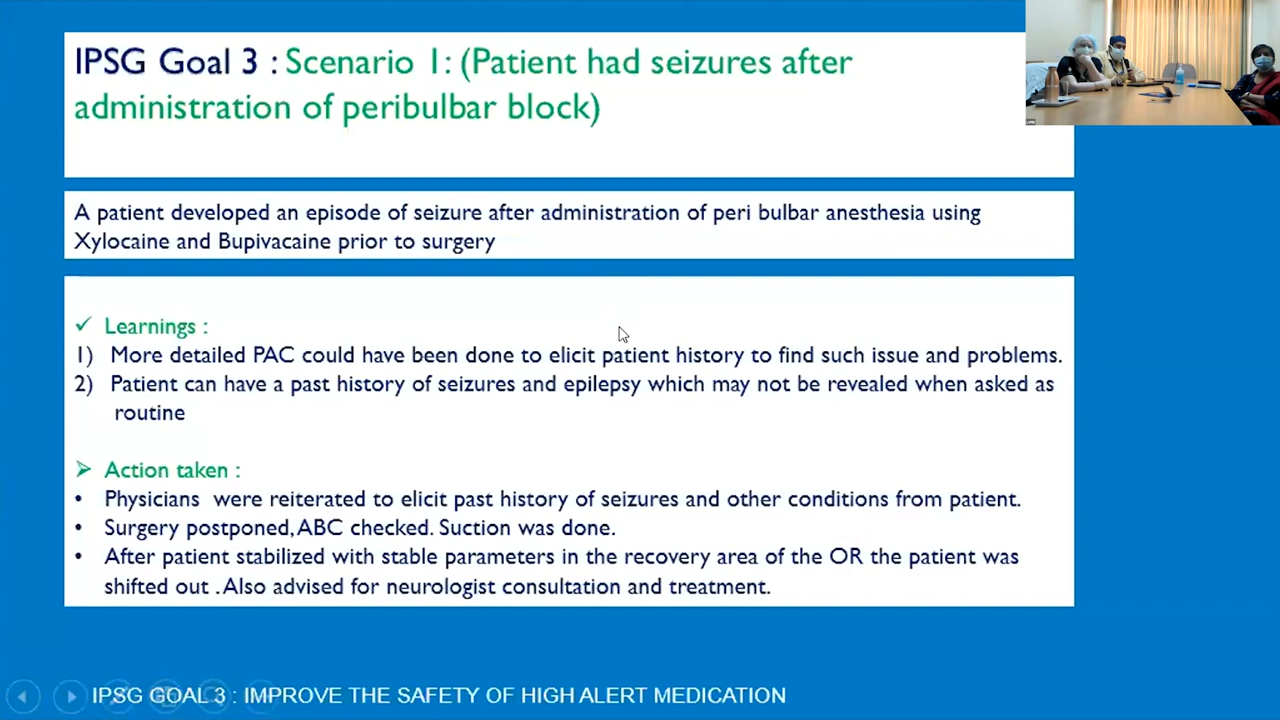 IPSG Goal 3 : Scenario 1: (Patient had seizures after
administration of peribulbar block)
A patient developed an episode of seizure after administration of peri bulbar anesthesia using
Xylocaine and Bupivacaine prior to surgery
✓ Learnings :
1) More detailed PAC could have been done to elicit patient history to find such issue and problems.
2) Patient can have a past history of seizures and epilepsy which may not be revealed when asked as
routine
➢ Action taken :
• Physicians were reiterated to elicit past history of seizures and other conditions from patient.
• Surgery postponed, ABC checked. Suction was done.
• After patient stabilized with stable parameters in the recovery area of the OR the patient was
shifted out . Also advised for neurologist consultation and treatment.
IPSG GOAL 3 : IMPROVE THE SAFETY OF HIGH ALERT MEDICATION